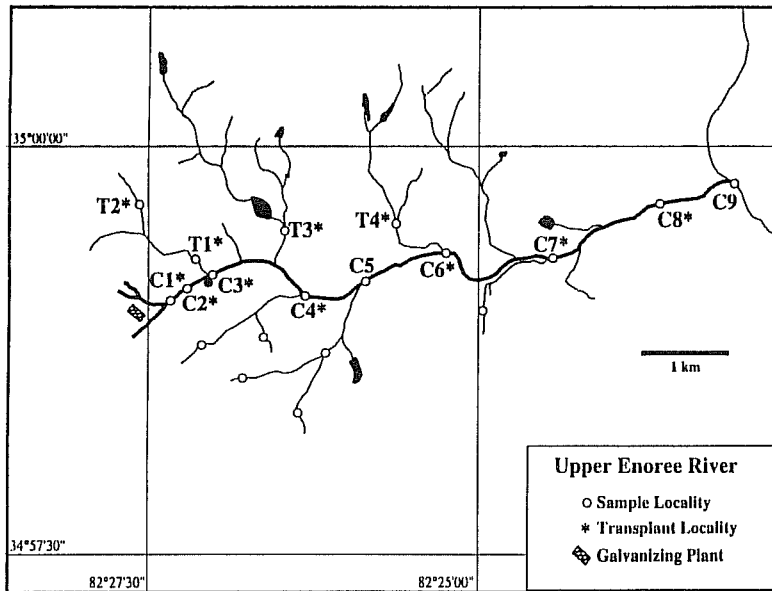 35°00'00"
C9
T2*
C8*
T3*
T4*
T1*
C7*
C6*
C1*
C3*
C5
C2*
C4*
1 km
Upper Enoree River
Sample Locality
* Transplant Locality
Galvanizing Plant
34°57'30"
82°27'30"
82°25'00"